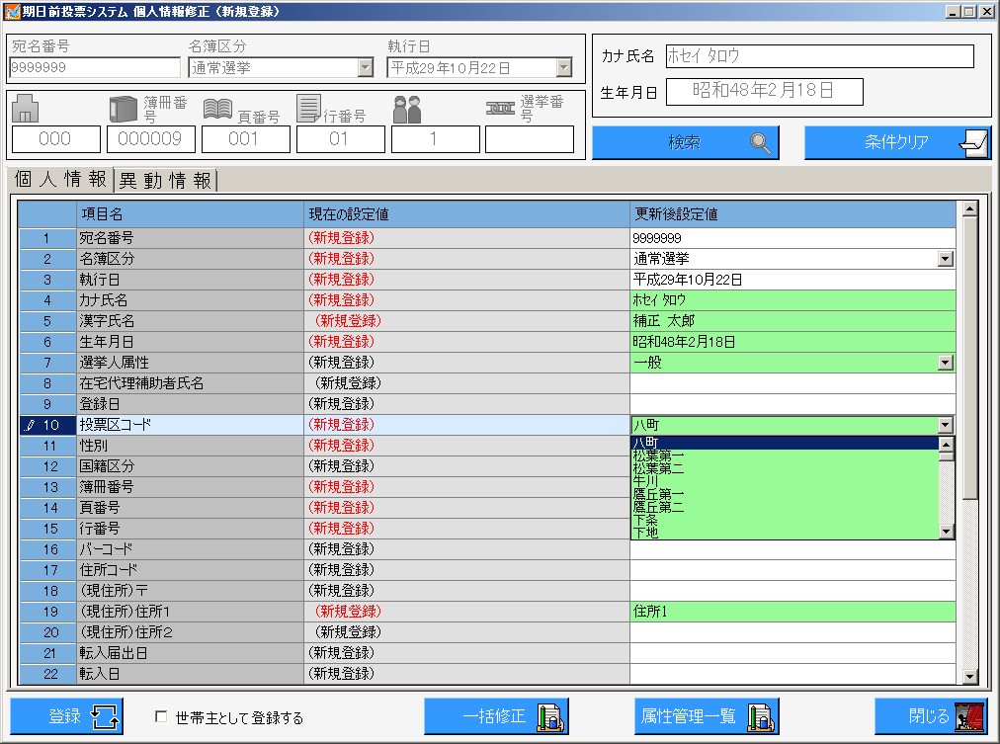 期日前投票システム 個人情報修正（新規登録）
宛名番号 名簿区分 執行日
9999999 通常選挙 平成29年10月22日
カナ氏名 ﾎｾｲ ﾀﾛｳ
生年月日 昭和48年2月18日
簿冊番号 頁番号 行番号 選挙番号
000 000009 001 01 1
検索 条件クリア
個人情報 異動情報
項目名 現在の設定値 更新後設定値
1 宛名番号 (新規登録) 9999999
2 名簿区分 (新規登録) 通常選挙
3 執行日 (新規登録) 平成29年10月22日
4 カナ氏名 (新規登録) ﾎｾｲ ﾀﾛｳ
5 漢字氏名 （新規登録） 補正 太郎
6 生年月日 (新規登録) 昭和48年2月18日
7 選挙人属性 (新規登録) 一般
8 在宅代理補助者氏名 （新規登録）
9 登録日 (新規登録)
10 投票区コード (新規登録) 八町
11 性別 (新規登録)
12 国籍区分 (新規登録)
13 簿冊番号 (新規登録)
14 頁番号 (新規登録)
15 行番号 (新規登録)
八町
松葉第一
松葉第二
牛川
鷹丘第一
鷹丘第二
下条
下地
16 バーコード (新規登録)
17 住所コード (新規登録)
18 (現住所)〒 (新規登録)
19 (現住所)住所1 （新規登録） 住所1
20 (現住所)住所2 （新規登録）
21 転入届出日 (新規登録)
22 転入日 (新規登録)
登録 世帯主として登録する 一括修正 属性管理一覧 閉じる